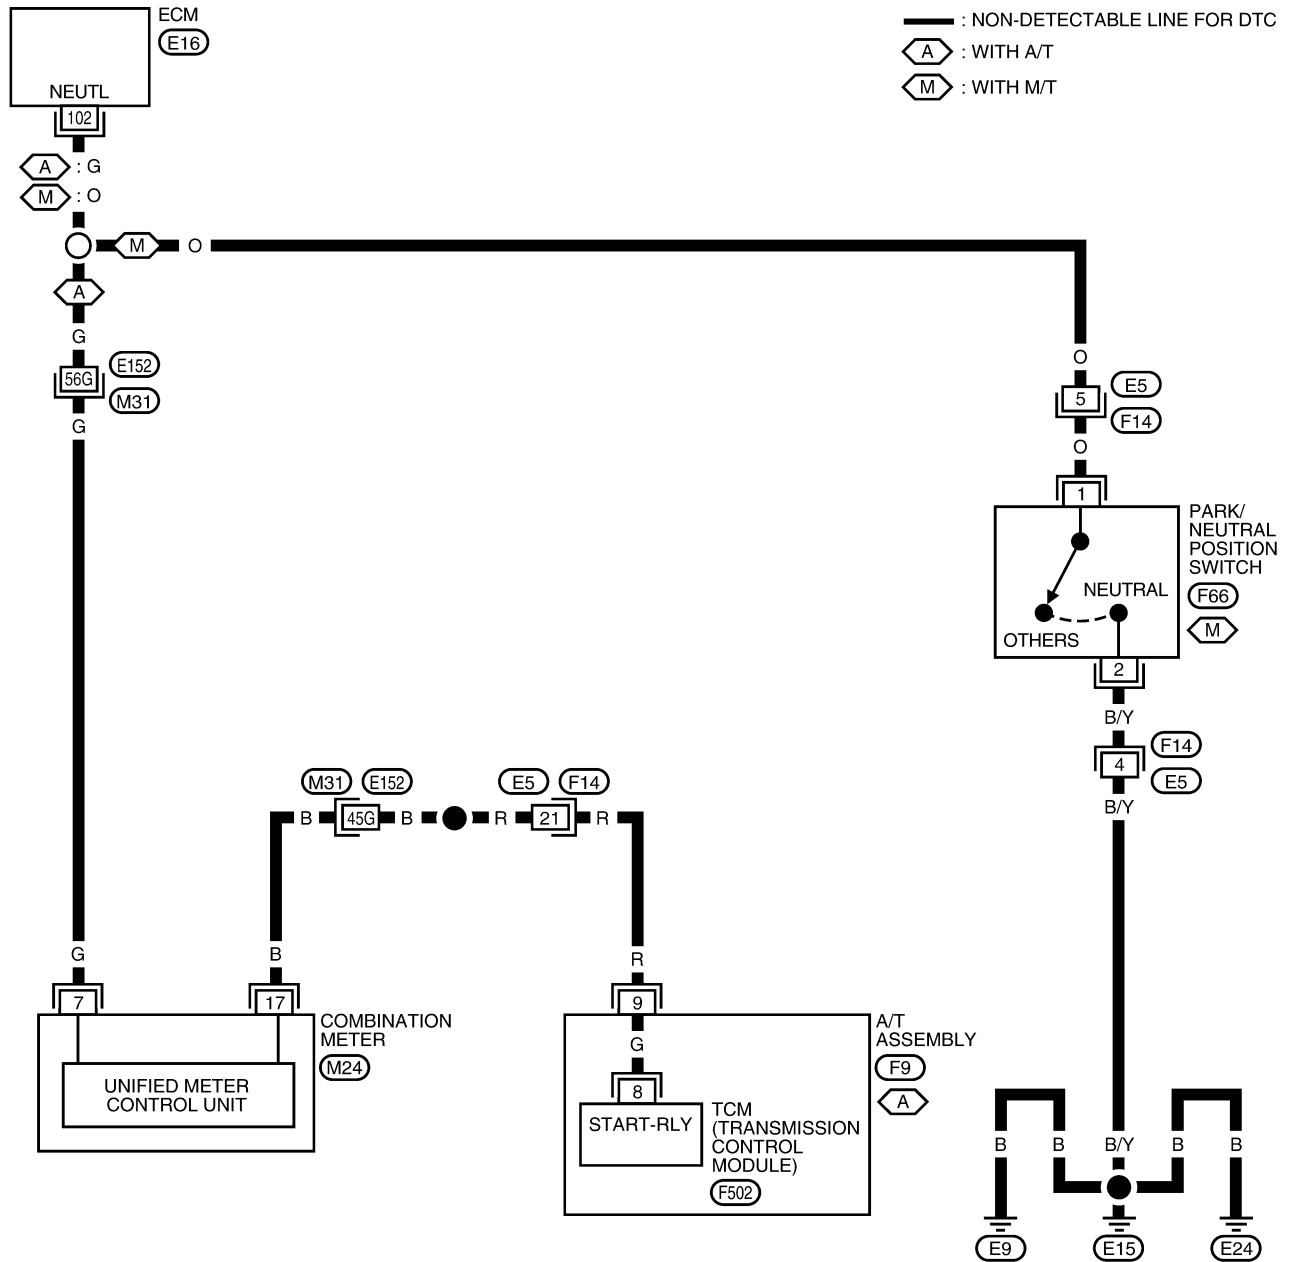 ECM
E16
NEUTL
102
A : G
M : O
: NON-DETECTABLE LINE FOR DTC
A : WITH A/T
M : WITH M/T
M O
A
G
56G
E152
M31
G
O
5
E5
F14
O
1
PARK/
NEUTRAL
POSITION
SWITCH
F66
M
NEUTRAL
OTHERS
2
B/Y
4
F14
E5
B/Y
M31 E152 E5 F14
B 45G B R 21 R
G B R
7 17 9
COMBINATION
METER
M24
UNIFIED METER
CONTROL UNIT
A/T
ASSEMBLY
F9
A
G
8
START-RLY
TCM
(TRANSMISSION
CONTROL
MODULE)
F502
B B B/Y B B
E9 E15 E24